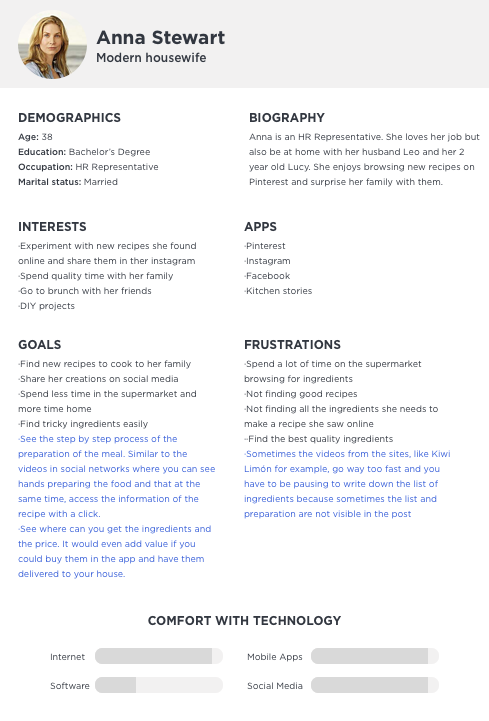 Anna Stewart
Modern housewife
DEMOGRAPHICS
Age: 38
Education: Bachelor's Degree
Occupation: HR Representative
Marital status: Married
BIOGRAPHY
Anna is an HR Representative. She loves her job but
also be at home with her husband Leo and her 2
year old Lucy. She enjoys browsing new recipes on
Pinterest and surprise her family with them.
INTERESTS
·Experiment with new recipes she found
online and share them in ther instagram
·Spend quality time with her family
·Go to brunch with her friends
·DIY projects
APPS
·Pinterest
·Instagram
·Facebook
·Kitchen stories
GOALS
·Find new recipes to cook to her family
·Share her creations on social media
·Spend less time in the supermarket and
more time home
·Find tricky ingredients easily
·See the step by step process of the
preparation of the meal. Similar to the
videos in social networks where you can see
hands preparing the food and that at the
same time, access the information of the
recipe with a click.
·See where can you get the ingredients and
the price. It would even add value if you
could buy them in the app and have them
delivered to your house.
FRUSTRATIONS
·Spend a lot of time on the supermarket
browsing for ingredients
·Not finding good recipes
·Not finding all the ingredients she needs to
make a recipe she saw online
-Find the best quality ingredients
·Sometimes the videos from the sites, like Kiwi
Limón for example, go way too fast and you
have to be pausing to write down the list of
ingredients because sometimes the list and
preparation are not visible in the post
COMFORT WITH TECHNOLOGY
Internet
Mobile Apps
Software
Social Media